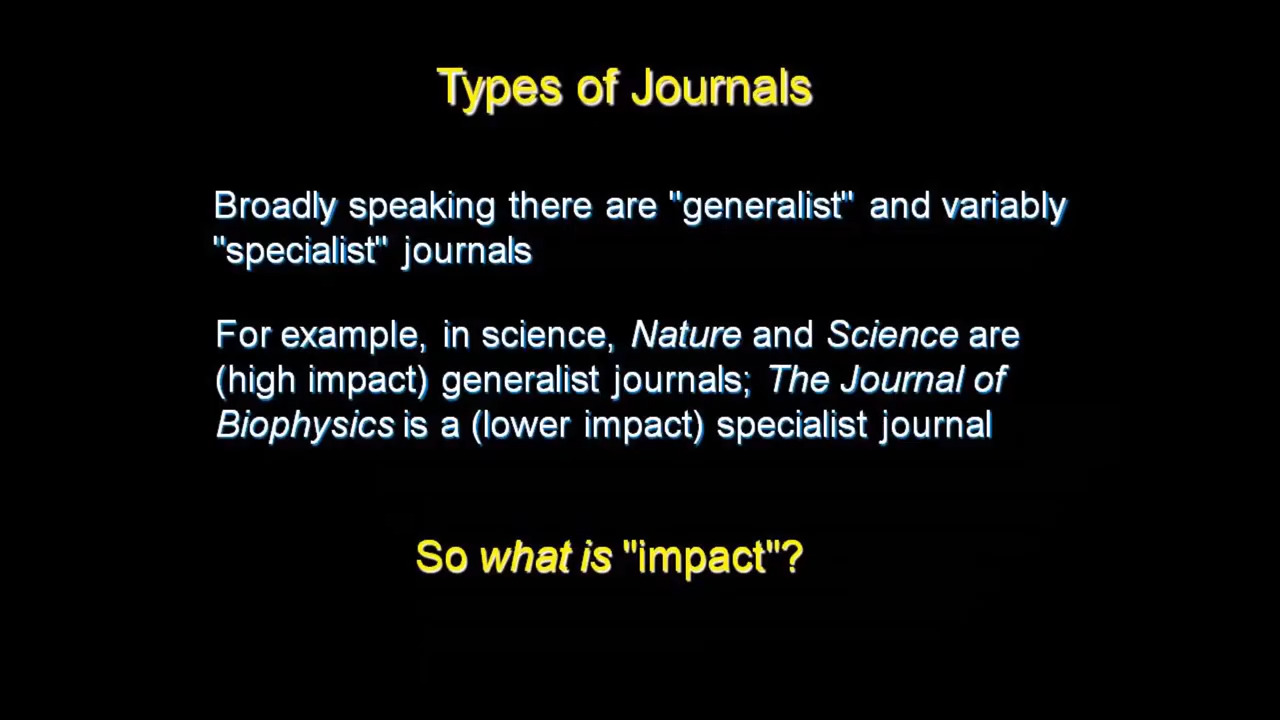 Types of Journals
Broadly speaking there are "generalist" and variably
"specialist" journals
For example, in science, Nature and Science are
(high impact) generalist journals; The Journal of
Biophysics is a (lower impact) specialist journal
So what is "impact"?